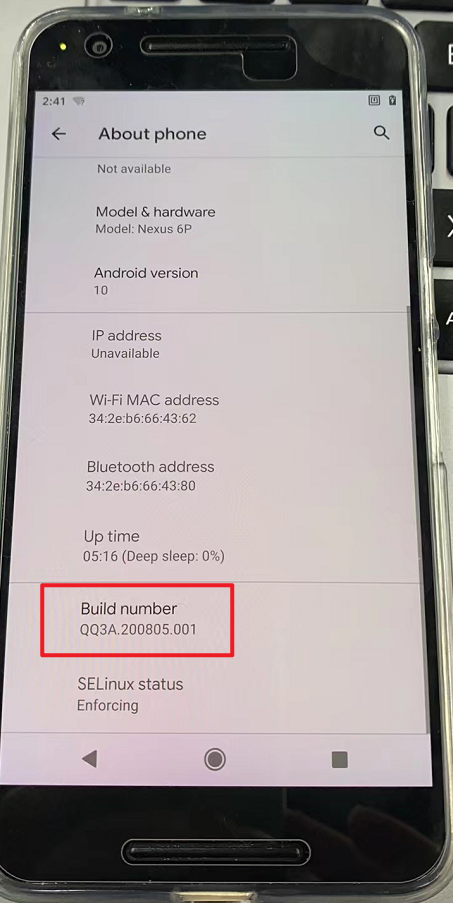 2:41
About phone
Not available
Model & hardware
Model: Nexus 6P
Android version
10
IP address
Unavailable
Wi-Fi MAC address
34:2e:b6:66:43:62
Bluetooth address
34:2e:b6:66:43:80
Up time
05:16 (Deep sleep: 0%)
Build number
QQ3A.200805.001
SELinux status
Enforcing